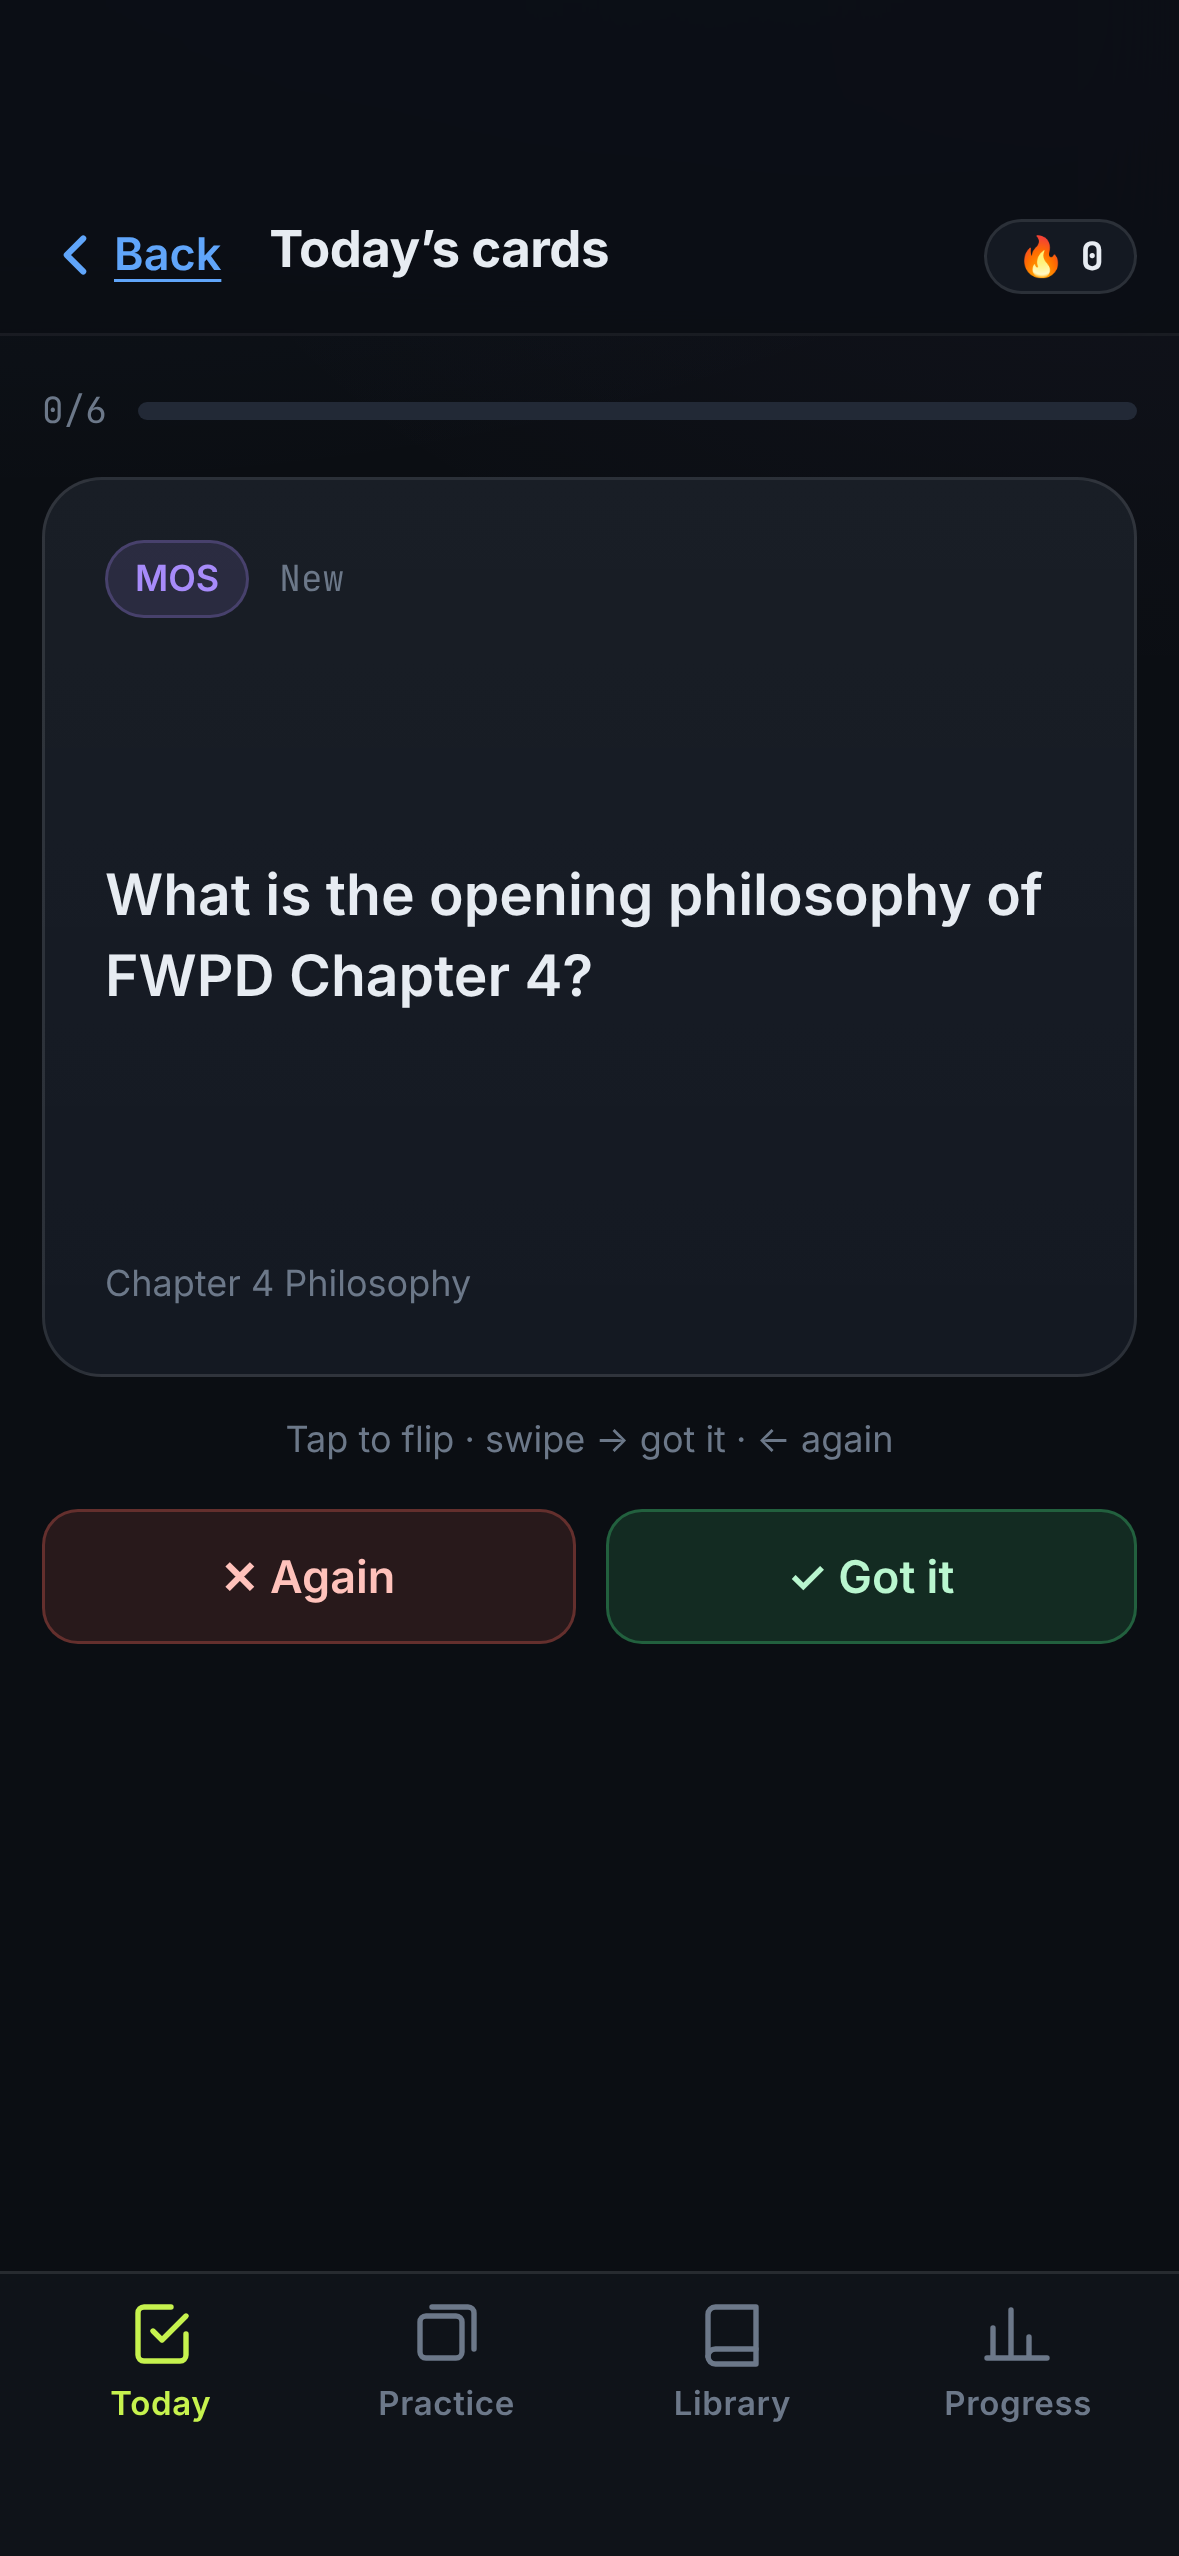 Back
Today’s cards
🔥 0
0/6
MOS
New
What is the opening philosophy of
FWPD Chapter 4?
Chapter 4 Philosophy
Tap to flip · swipe → got it · ← again
✕ Again
✓ Got it
Today
Practice
Library
Progress